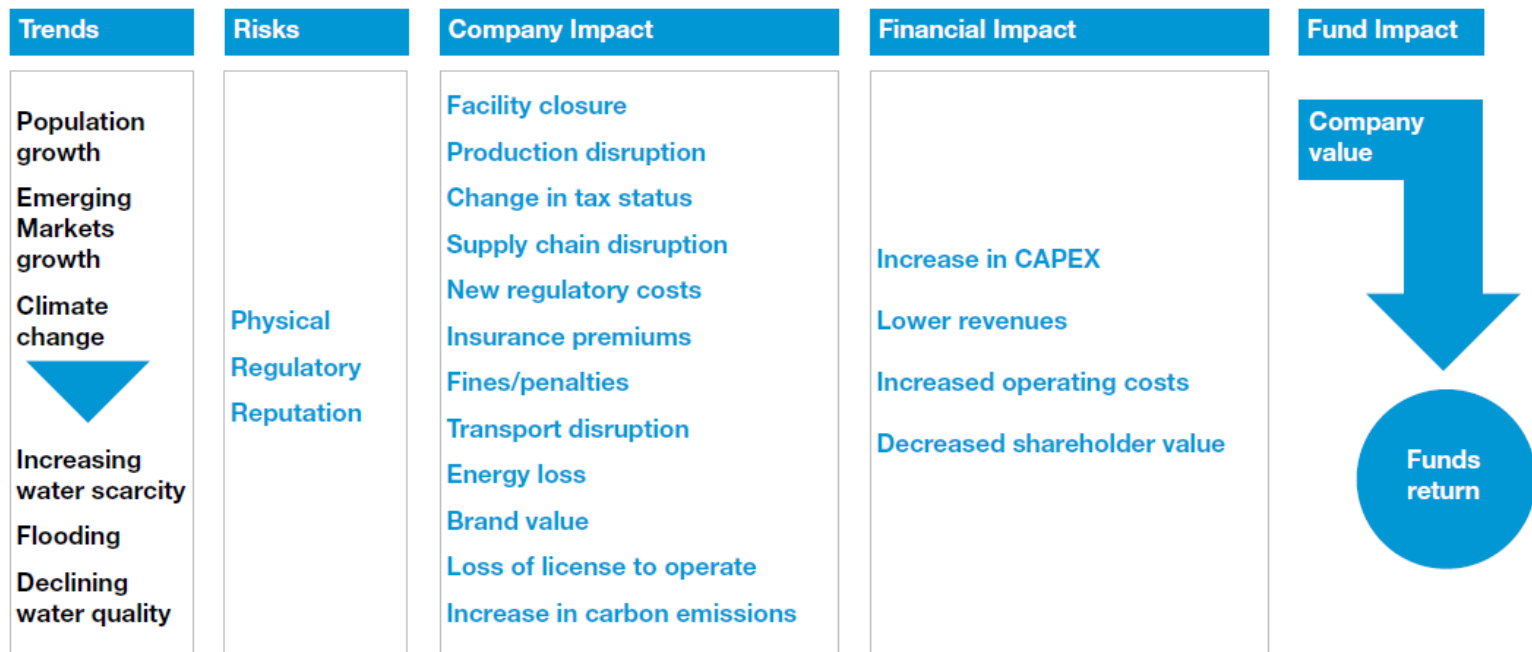 Trends
Risks
Company Impact
Financial Impact
Fund Impact
Population
growth
Emerging
Markets
growth
Climate
change
Increasing
water scarcity
Flooding
Declining
water quality
Physical
Regulatory
Reputation
Facility closure
Production disruption
Change in tax status
Supply chain disruption
New regulatory costs
Insurance premiums
Fines/penalties
Transport disruption
Energy loss
Brand value
Loss of license to operate
Increase in carbon emissions
Increase in CAPEX
Lower revenues
Increased operating costs
Decreased shareholder value
Company
value
Funds
return